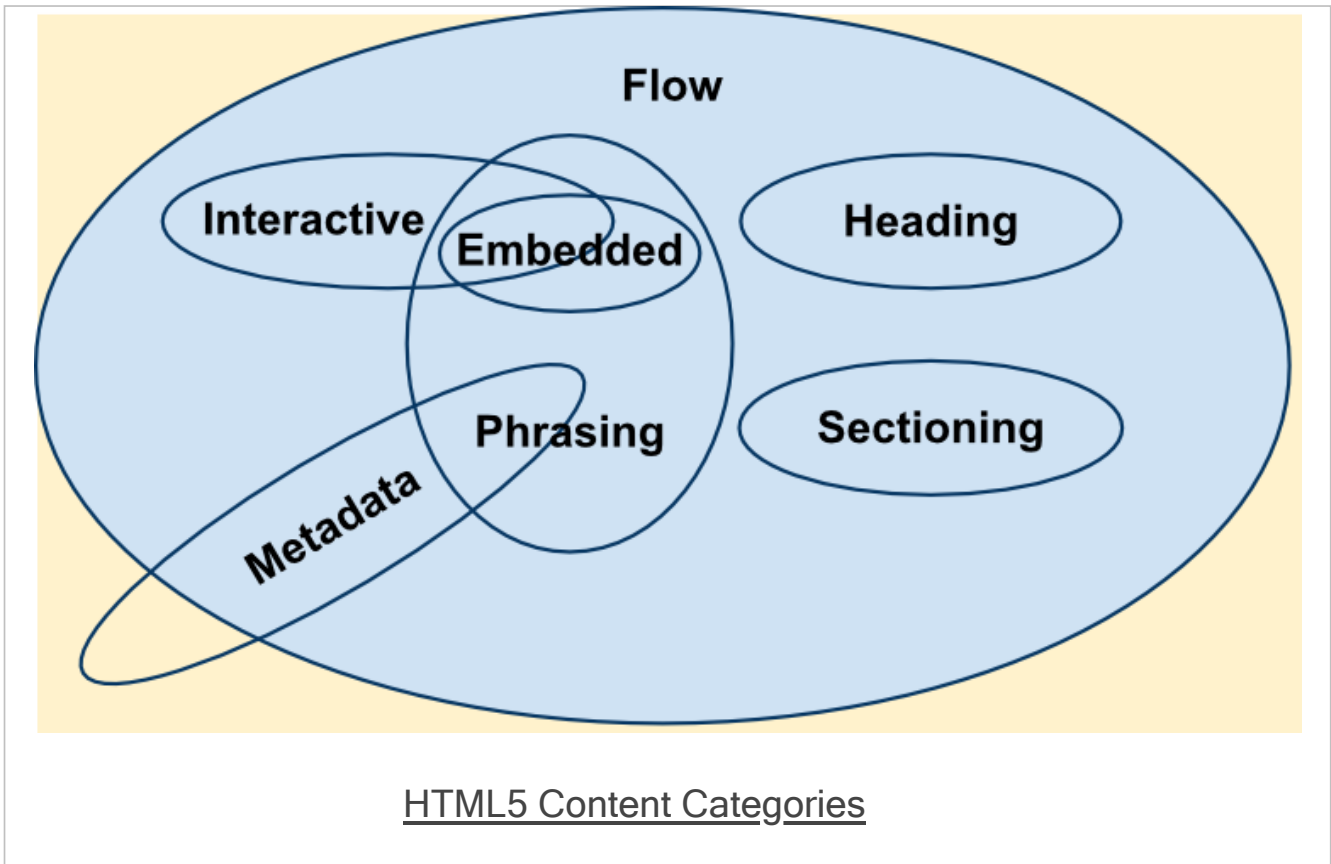 Flow
Interactive
Embedded
Heading
Phrasing
Sectioning
Metadata
HTML5 Content Categories